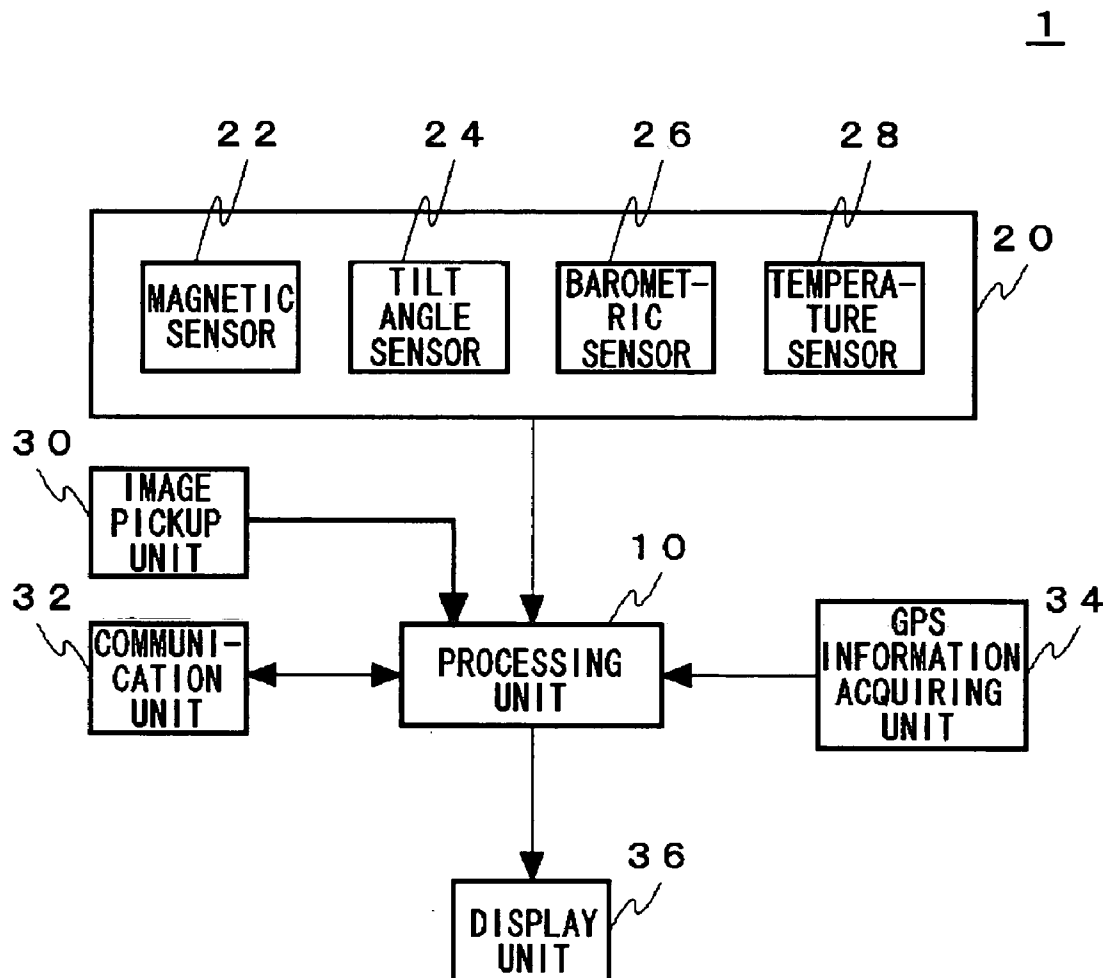 1
22 24 26 28
20
MAGNETIC
SENSOR
TILT
ANGLE
SENSOR
BAROMET-
RIC
SENSOR
TEMPERA-
TURE
SENSOR
30
IMAGE
PICKUP
UNIT
10
32
COMMUNI-
CATION
UNIT
PROCESSING
UNIT
34
GPS
INFORMATION
ACQUIRING
UNIT
36
DISPLAY
UNIT